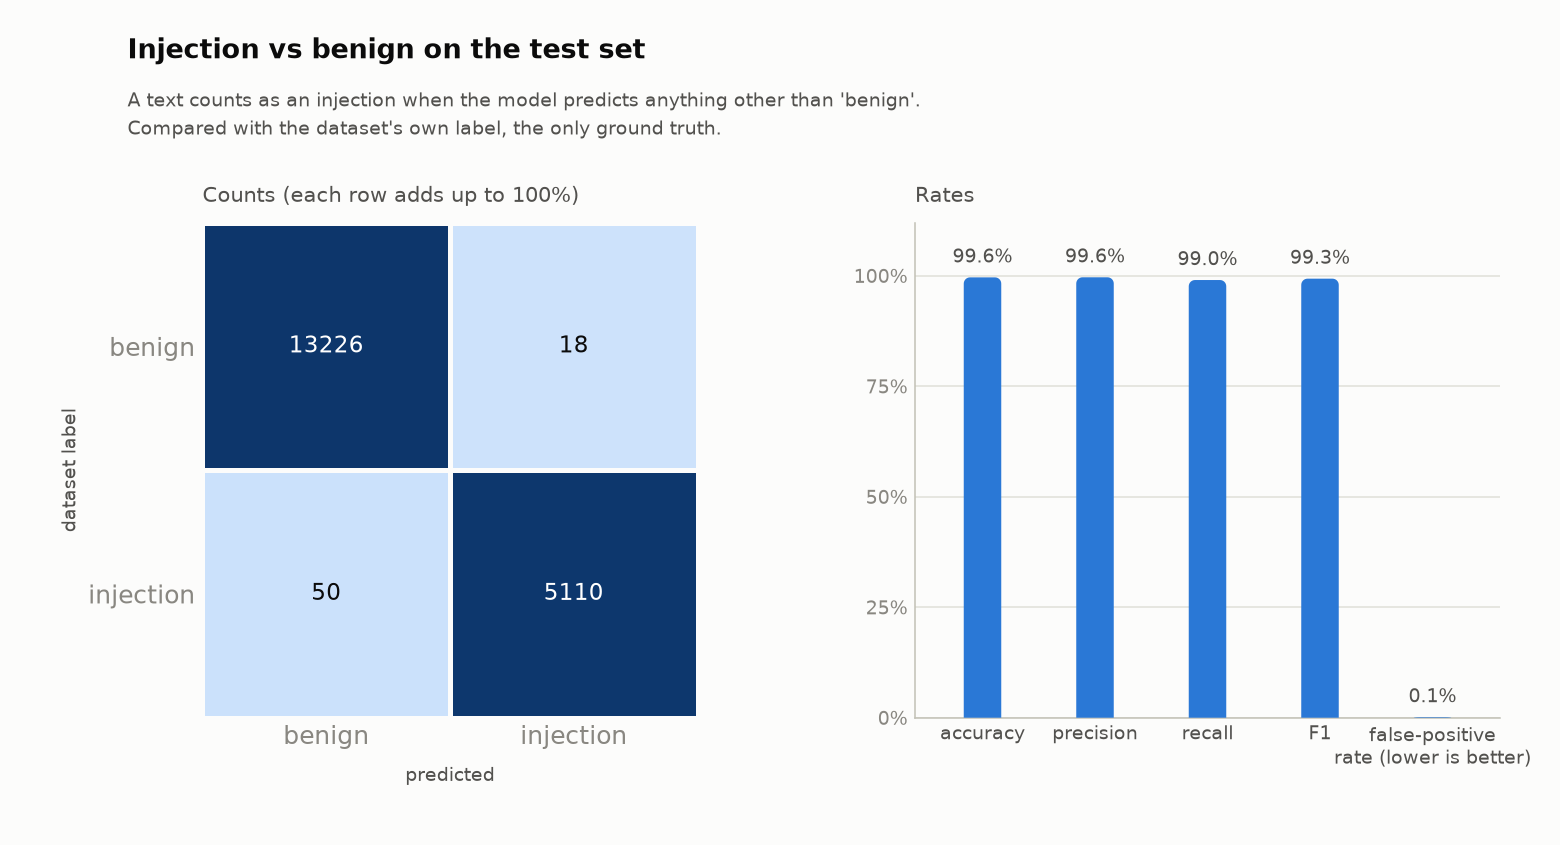 Injection vs benign on the test set
A text counts as an injection when the model predicts anything other than 'benign'.
Compared with the dataset's own label, the only ground truth.
Counts (each row adds up to 100%)
benign
injection
dataset label
13226
18
50
5110
benign
injection
predicted
Rates
100%
75%
50%
25%
0%
99.6%
99.6%
99.0%
99.3%
0.1%
accuracy
precision
recall
F1
false-positive
rate (lower is better)